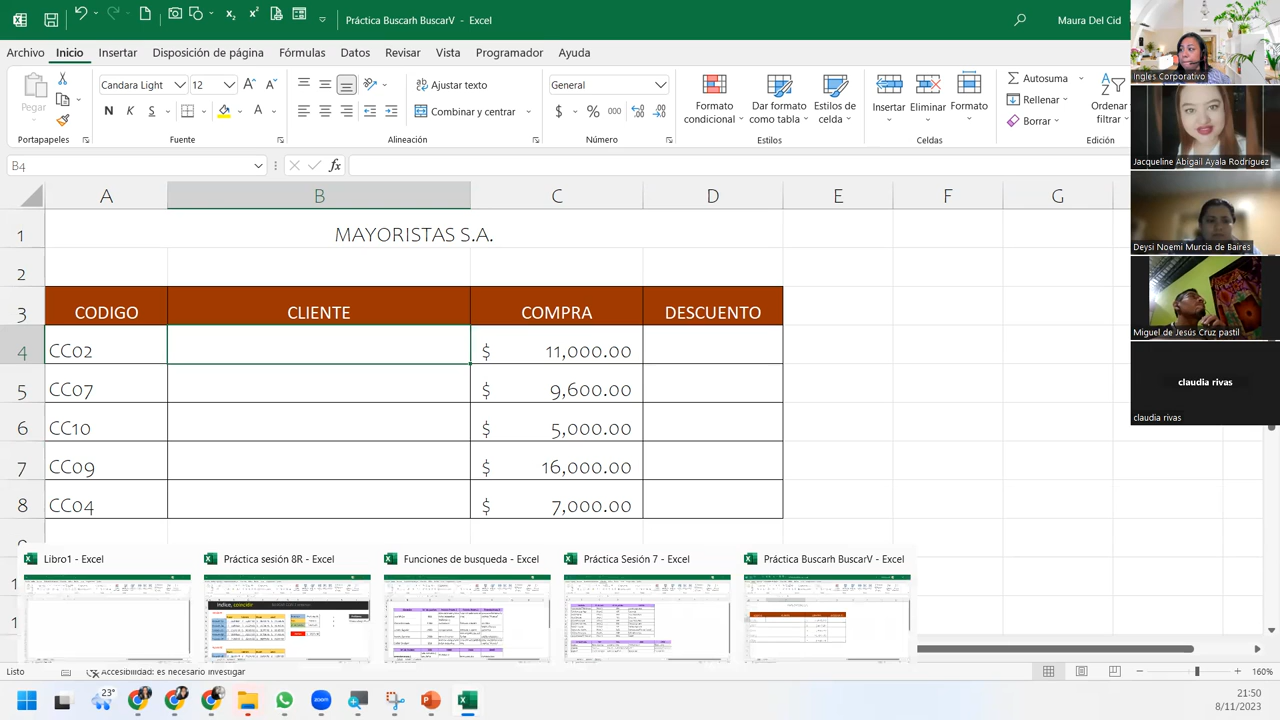 Práctica Buscarh BuscarV - Excel
Maura Del Cid
Archivo Inicio Insertar Disposición de página Fórmulas Datos Revisar Vista Programador Ayuda
Pegar
Portapapeles
Candara Light 12
N K S
Fuente
Ajustar
Combinar y centrar
Alineación
General
$ % 000
Número
Formato condicional
Dar formato como tabla
Estilos de celda
Estilos
Insertar
Eliminar
Formato
Celdas
Autosuma
Rellenar
Borrar
Ordenar
filtrar
Edición
B4
fx
A B C D E F G
1 MAYORISTAS S.A.
2
3 CODIGO CLIENTE COMPRA DESCUENTO
4 CC02 $ 11,000.00
5 CC07 $ 9,600.00
6 CC10 $ 5,000.00
7 CC09 $ 16,000.00
8 CC04 $ 7,000.00
Ingles Corporativo
Jacqueline Abigail Ayala Rodríguez
Deysi Noemi Murcia de Baires
Miguel de Jesús Cruz pastil
claudia rivas
claudia rivas
Libro1 - Excel
Práctica sesión 8R - Excel
Funciones de busqueda - Excel
Práctica Sesión 7 - Excel
Práctica Buscarh BuscarV - Excel
índice, coincidir
Listo
Accesibilidad: es necesario investigar
160%
23°
zoom
21:50
8/11/2023